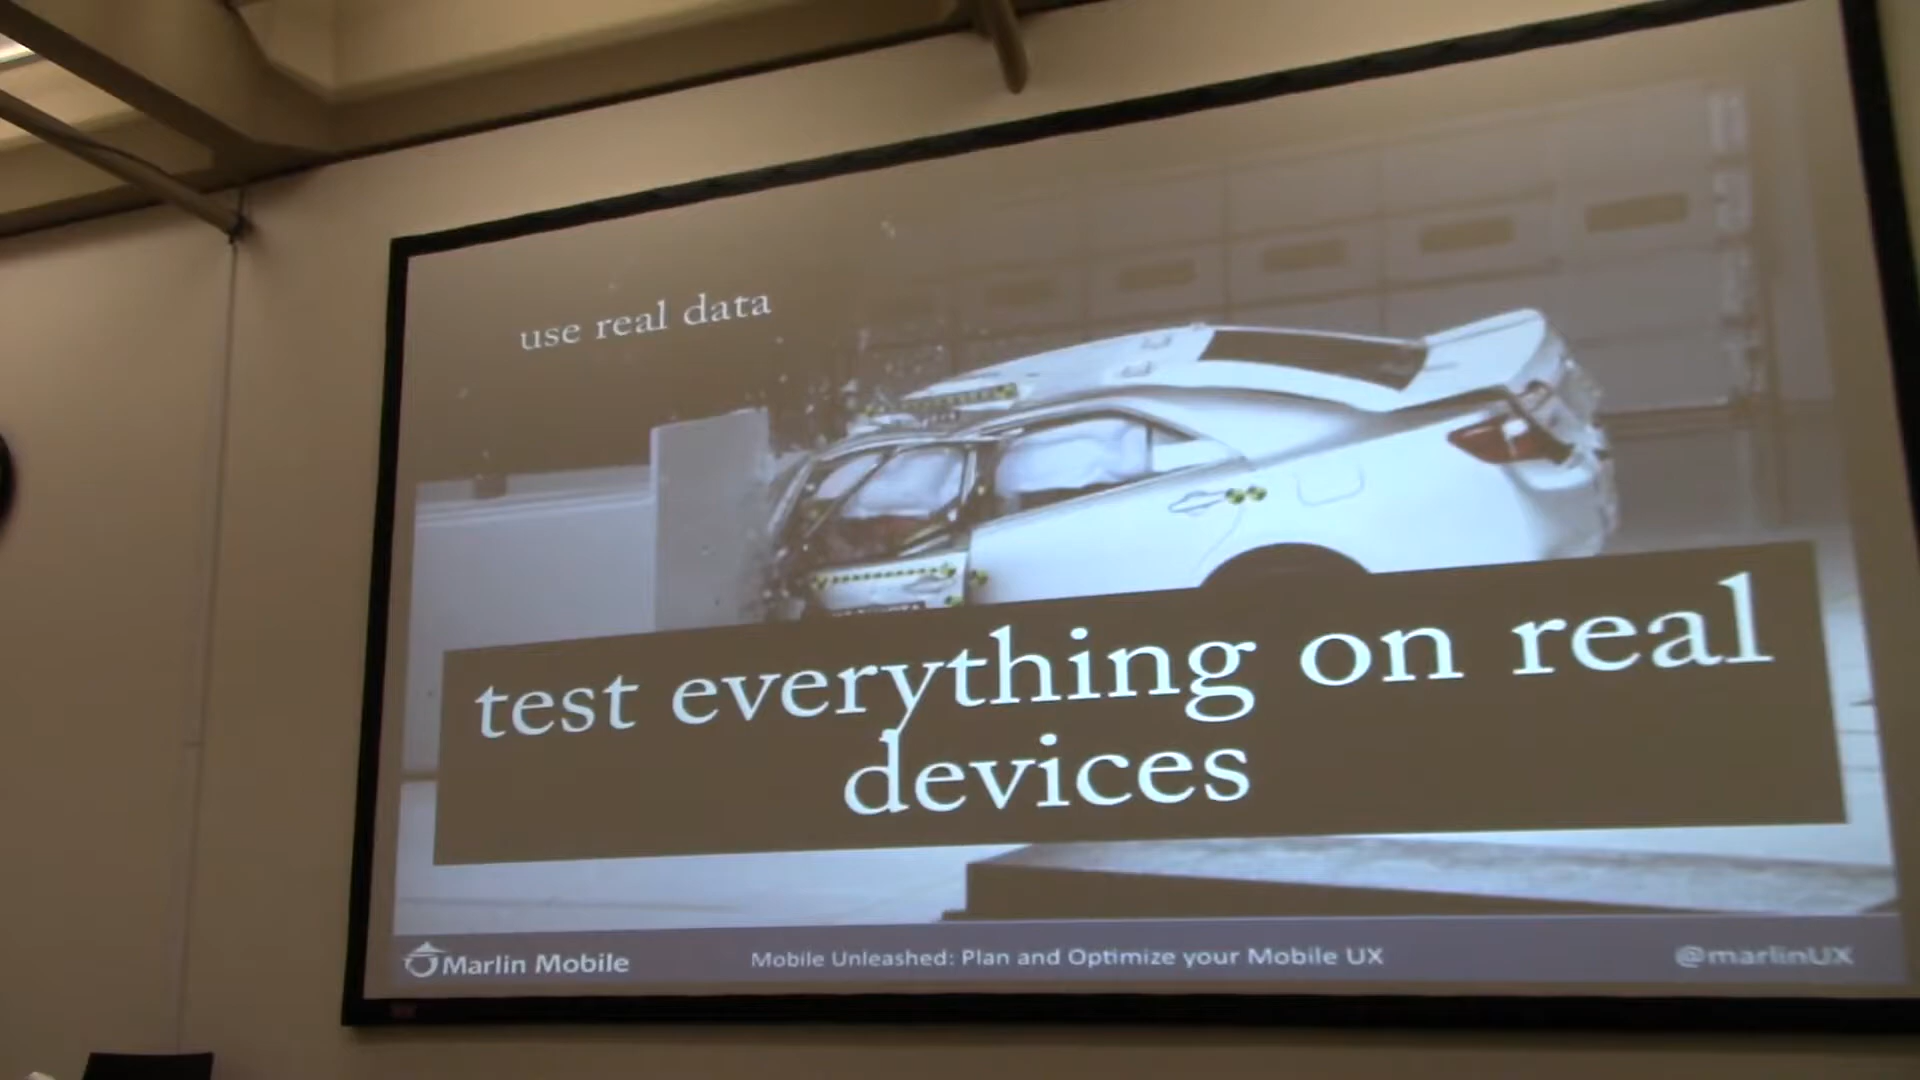 use real data
test everything on real
devices
Marlin Mobile
Mobile Unleashed: Plan and Optimize your Mobile UX
@marlinUX